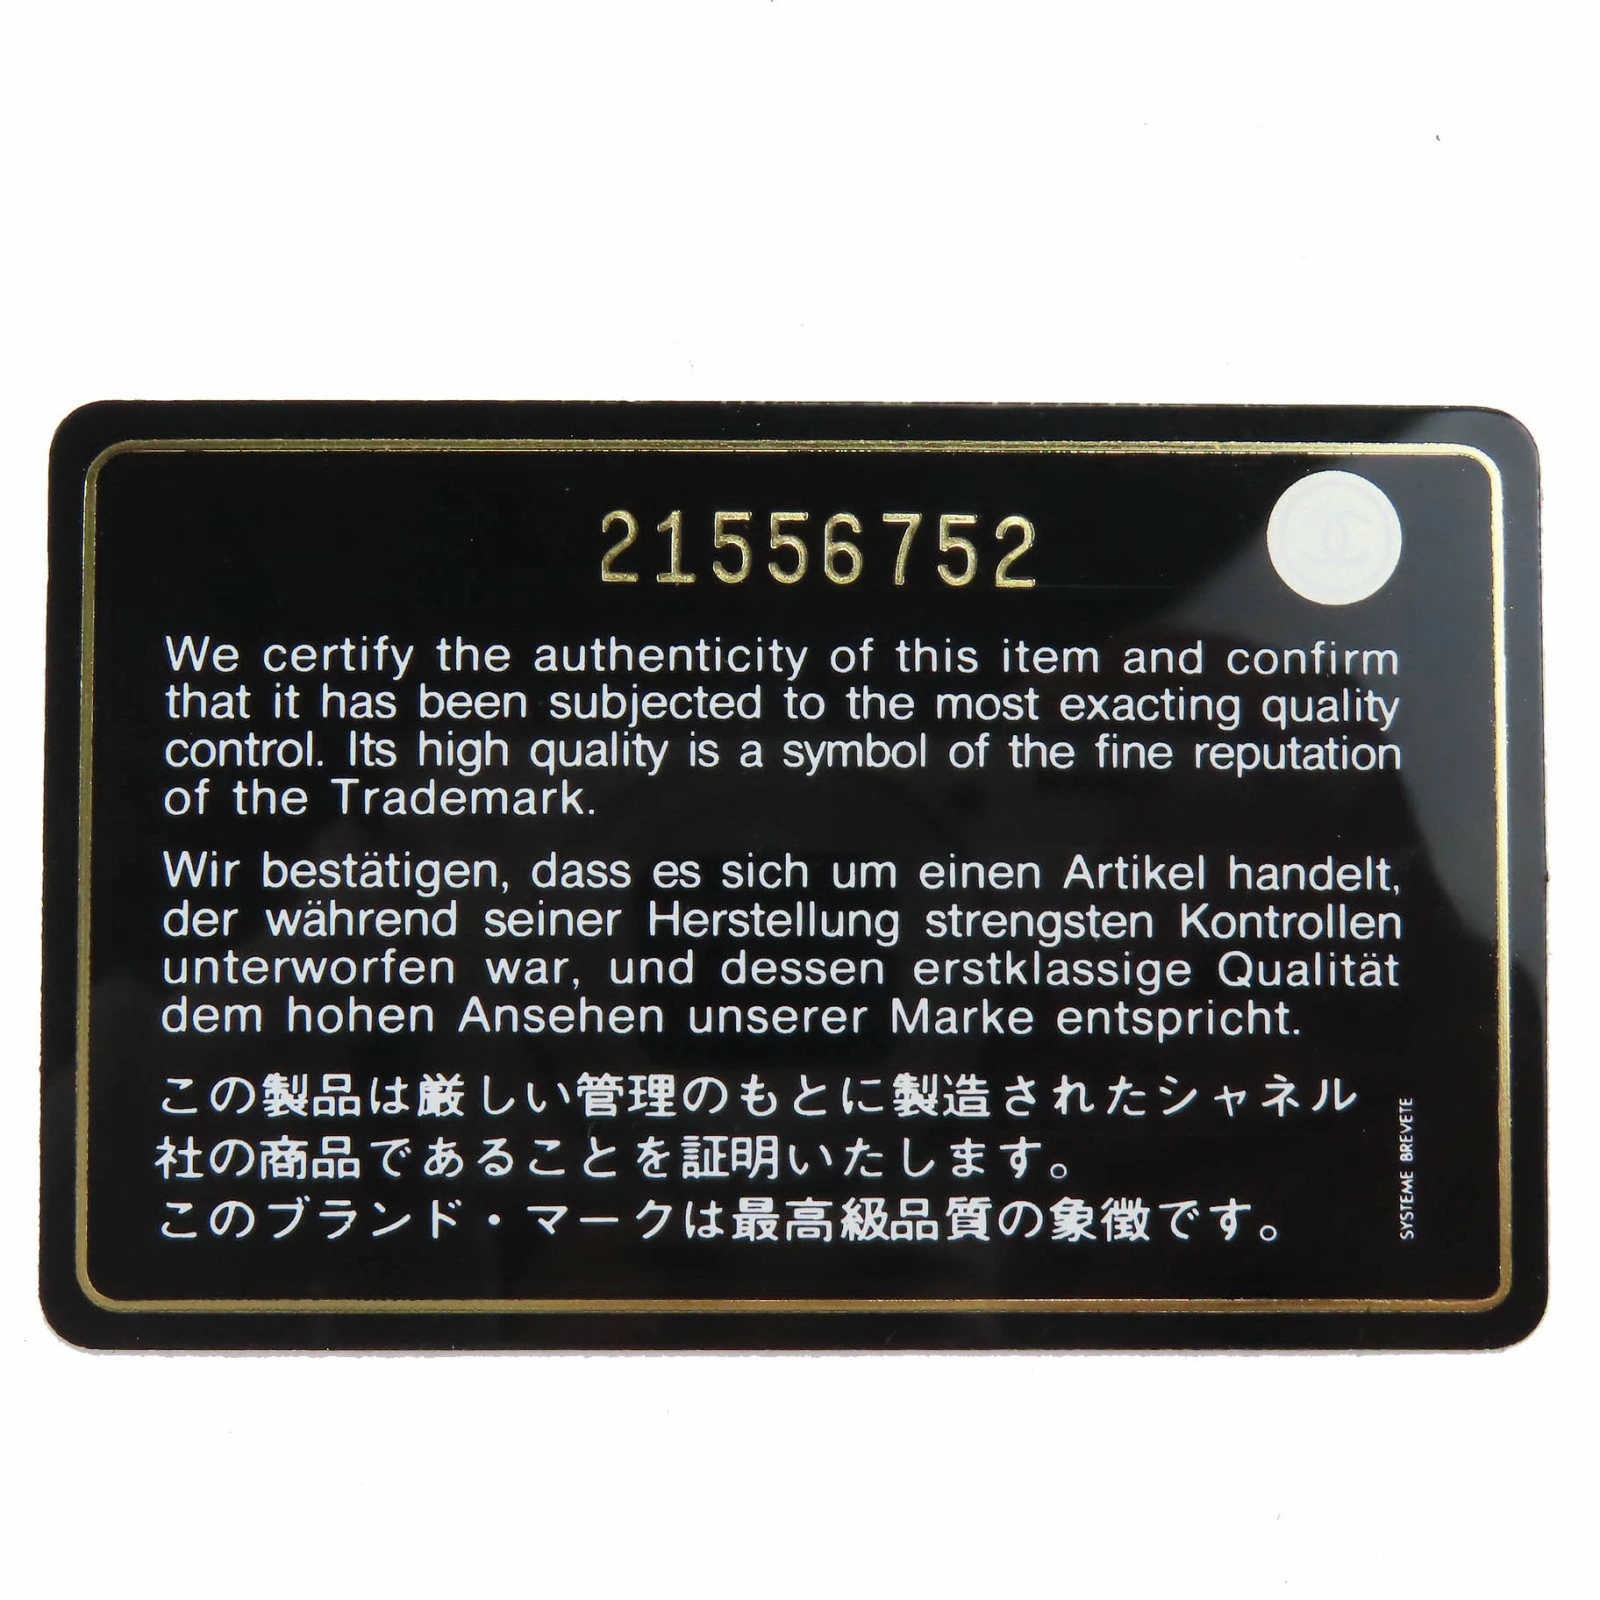 21556752
We certify the authenticity of this item and confirm
that it has been subjected to the most exacting quality
control. Its high quality is a symbol of the fine reputation
of the Trademark.
Wir bestätigen, dass es sich um einen Artikel handelt,
der während seiner Herstellung strengsten Kontrollen
unterworfen war, und dessen erstklassige Qualität
dem hohen Ansehen unserer Marke entspricht.
この製品は厳しい管理のもとに製造されたシャネル
社の商品であることを証明いたします。
このブランド・マークは最高級品質の象徴です。
SYSTEME BREVETE